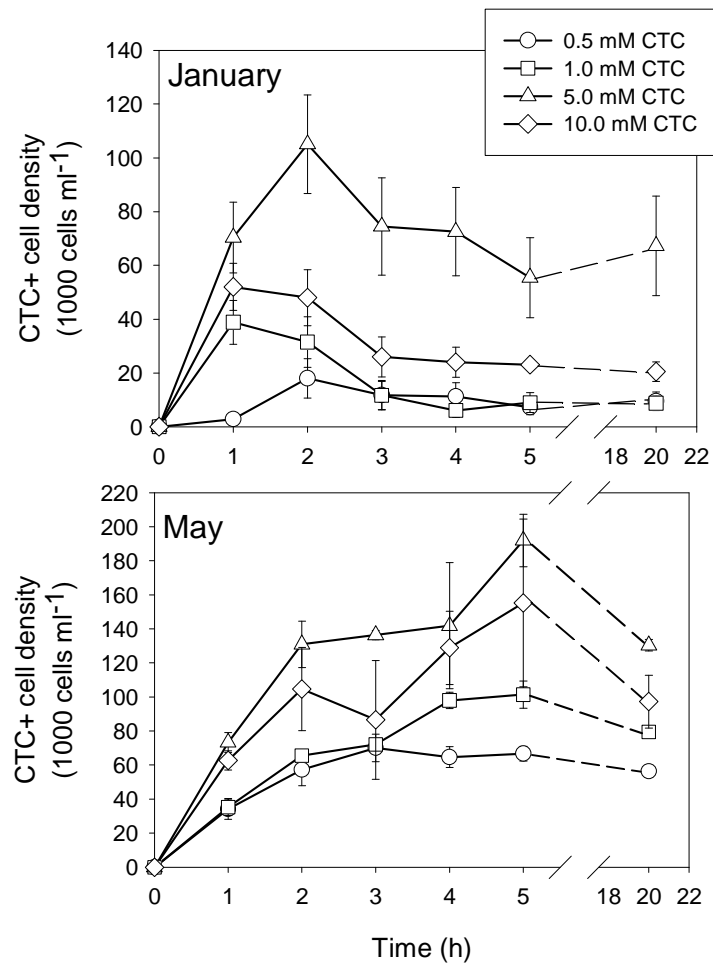 0.5 mM CTC
1.0 mM CTC
5.0 mM CTC
10.0 mM CTC
January
CTC+ cell density
(1000 cells ml⁻¹)
140
120
100
80
60
40
20
0
0 1 2 3 4 5 18 20 22
May
CTC+ cell density
(1000 cells ml⁻¹)
220
200
180
160
140
120
100
80
60
40
20
0
0 1 2 3 4 5 18 20 22
Time (h)